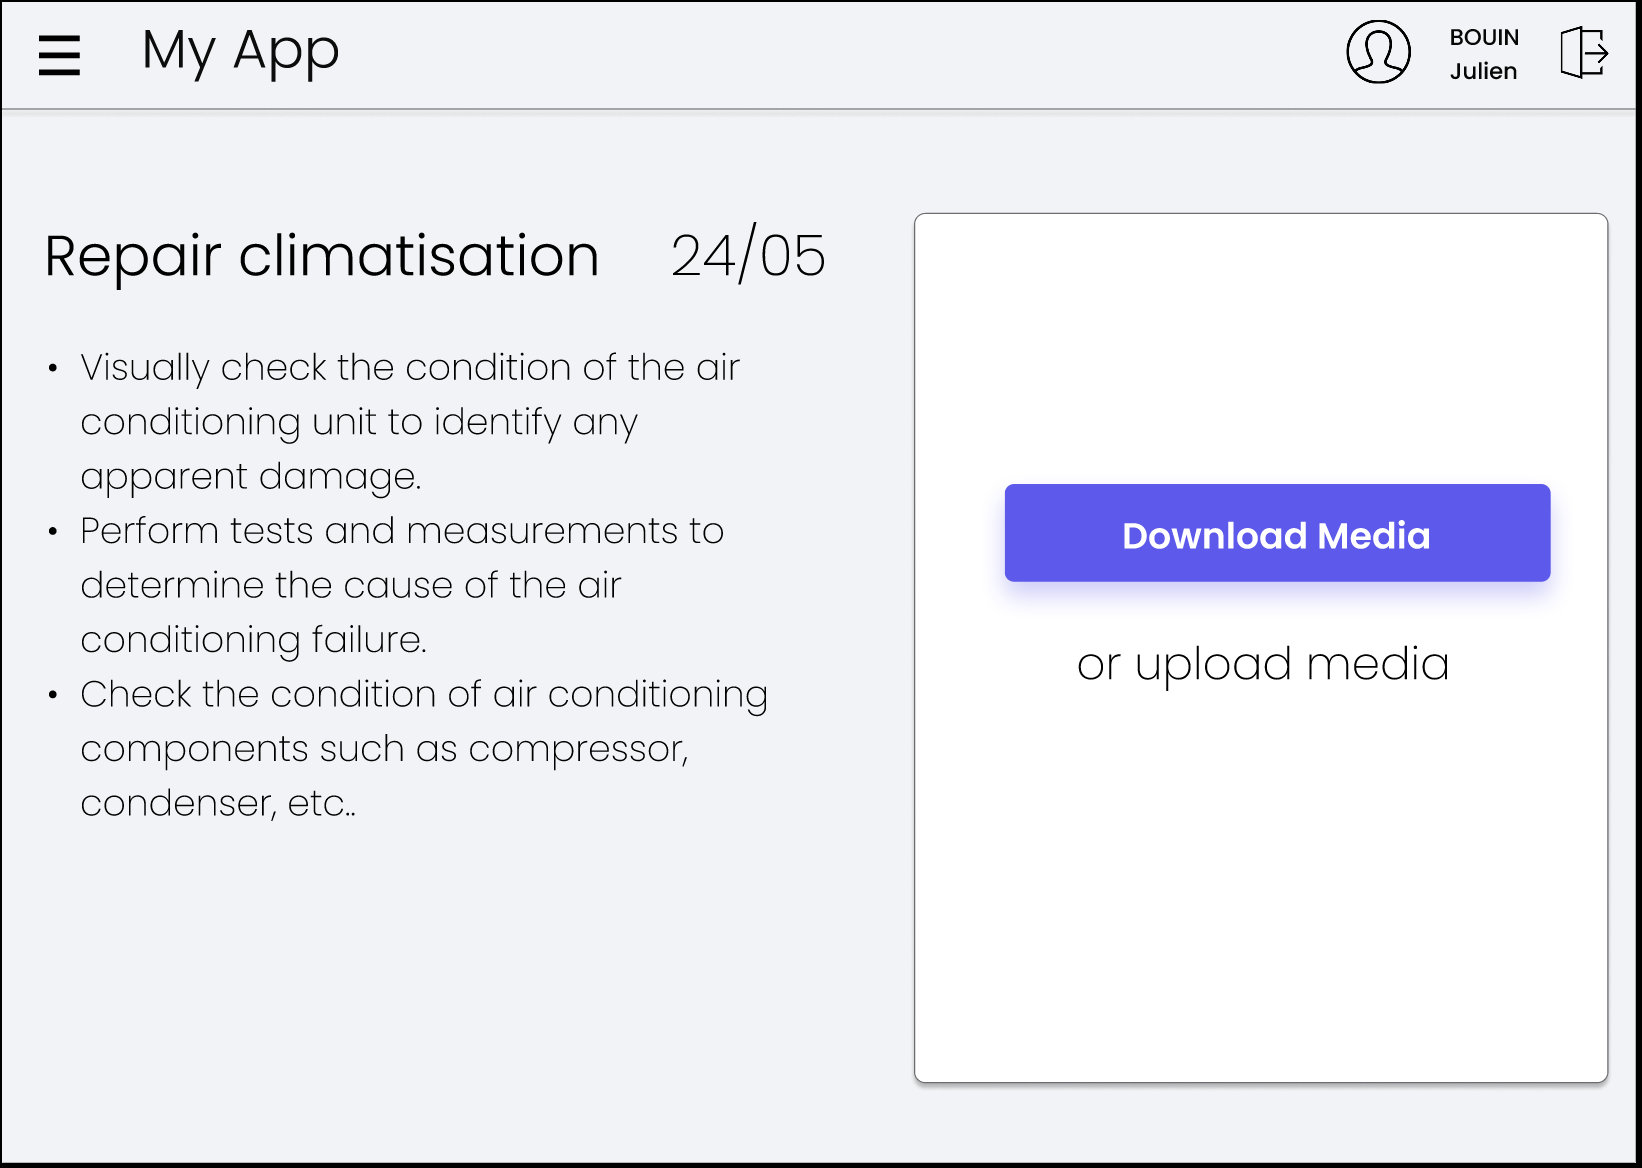 My App
BOUIN
Julien
Repair climatisation 24/05
• Visually check the condition of the air
conditioning unit to identify any
apparent damage.
• Perform tests and measurements to
determine the cause of the air
conditioning failure.
• Check the condition of air conditioning
components such as compressor,
condenser, etc..
Download Media
or upload media